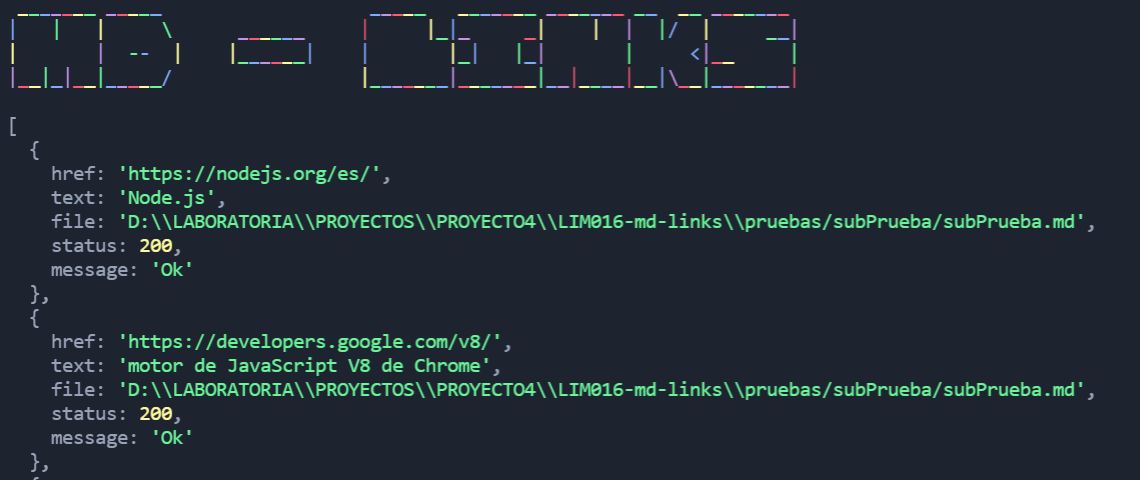 MD - LINKS
[
  {
    href: 'https://nodejs.org/es/',
    text: 'Node.js',
    file: 'D:\\LABORATORIA\\PROYECTOS\\PROYECTO4\\LIM016-md-links\\pruebas/subPrueba/subPrueba.md',
    status: 200,
    message: 'Ok'
  },
  {
    href: 'https://developers.google.com/v8/',
    text: 'motor de JavaScript V8 de Chrome',
    file: 'D:\\LABORATORIA\\PROYECTOS\\PROYECTO4\\LIM016-md-links\\pruebas/subPrueba/subPrueba.md',
    status: 200,
    message: 'Ok'
  },
  {